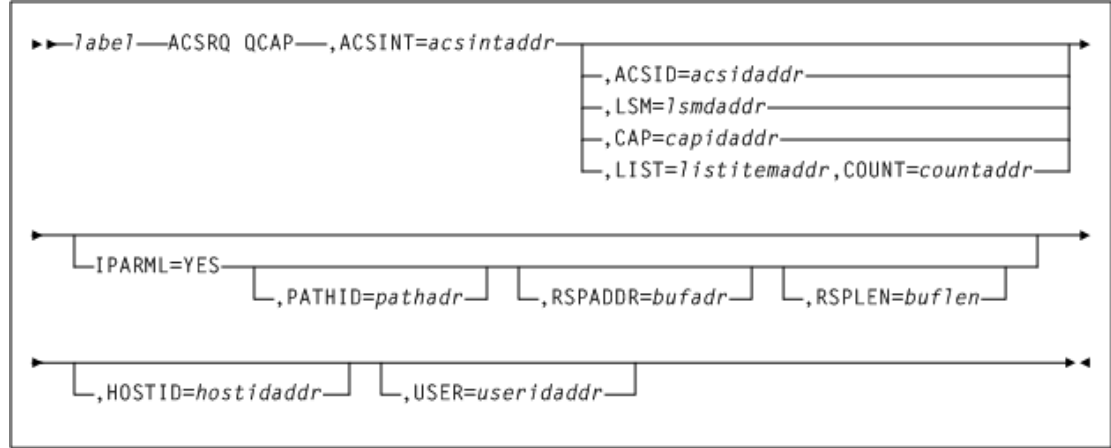 label ACSRQ QCAP ,ACSINT=acsintaddr
,ACSID=acsidaddr
,LSM=lsmdaddr
,CAP=capidaddr
,LIST=listitemaddr,COUNT=countaddr
IPARML=YES
,PATHID=pathadr ,RSPADDR=bufadr ,RSPLEN=buflen
,HOSTID=hostidaddr ,USER=useridaddr